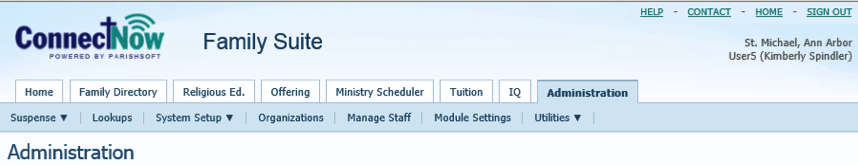 HELP - CONTACT - HOME - SIGN OUT
ConnectNow
POWERED BY PARISHSOFT
Family Suite
St. Michael, Ann Arbor
User5 (Kimberly Spindler)
Home Family Directory Religious Ed. Offering Ministry Scheduler Tuition IQ Administration
Suspense ▼ Lookups System Setup ▼ Organizations Manage Staff Module Settings Utilities ▼
Administration